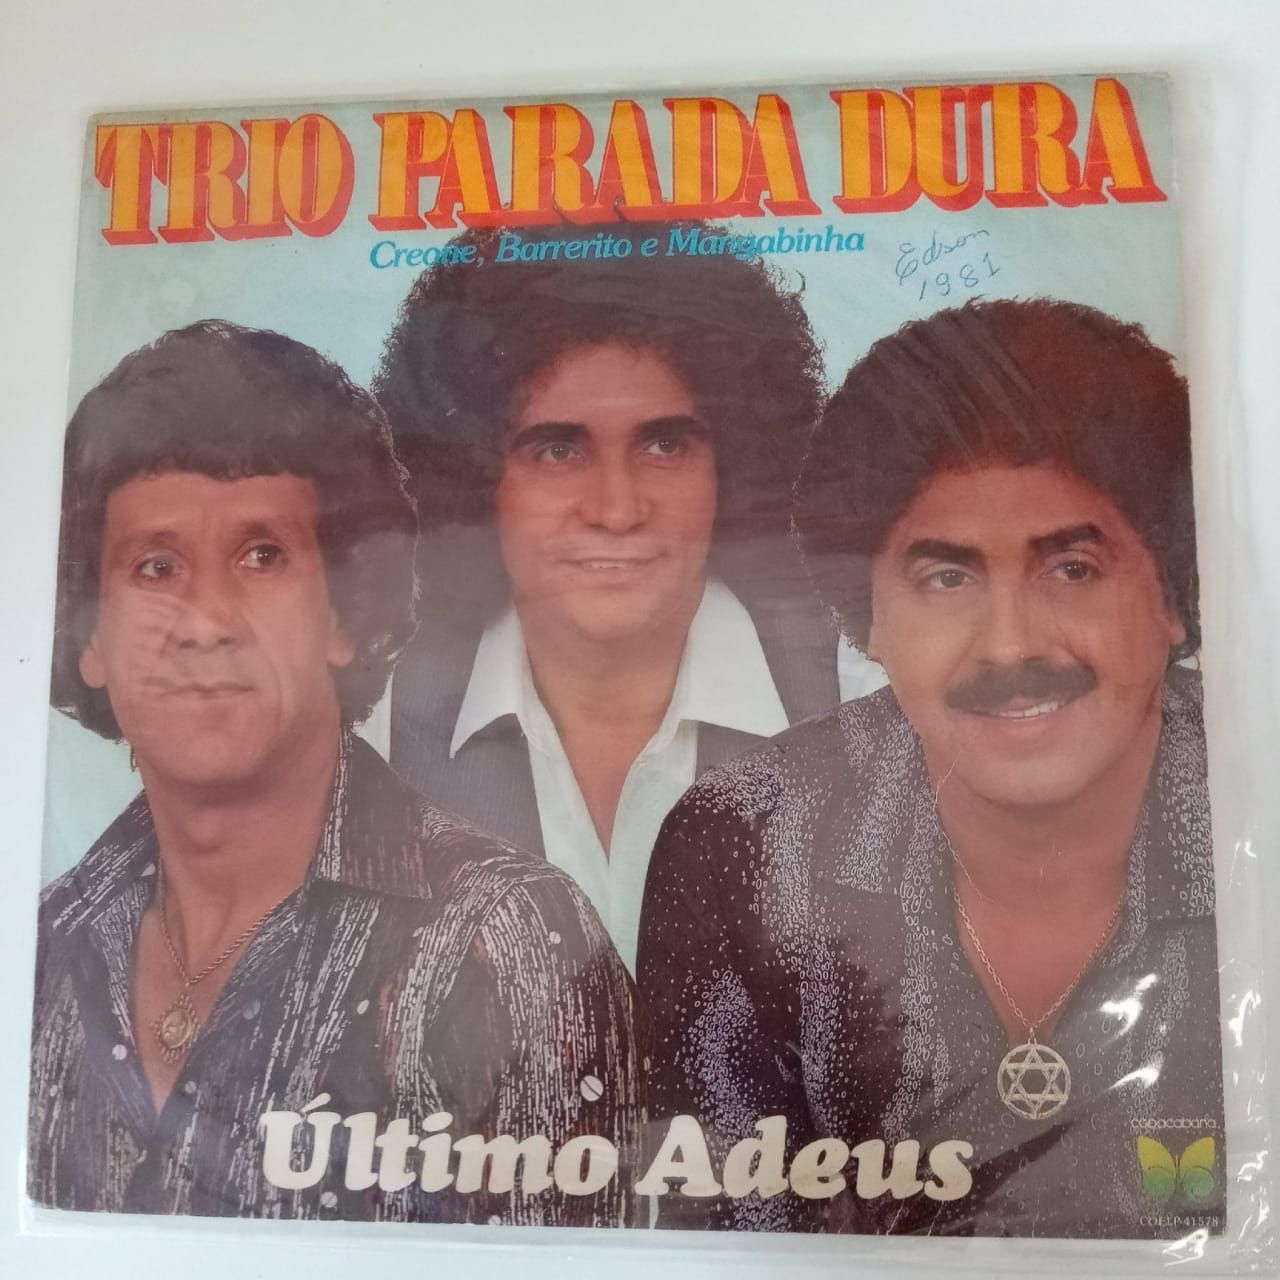 TRIO PARADA DURA
Creone, Barrerito e Mangabinha
Edson
1981
Último Adeus
copacabana
COELP 41578